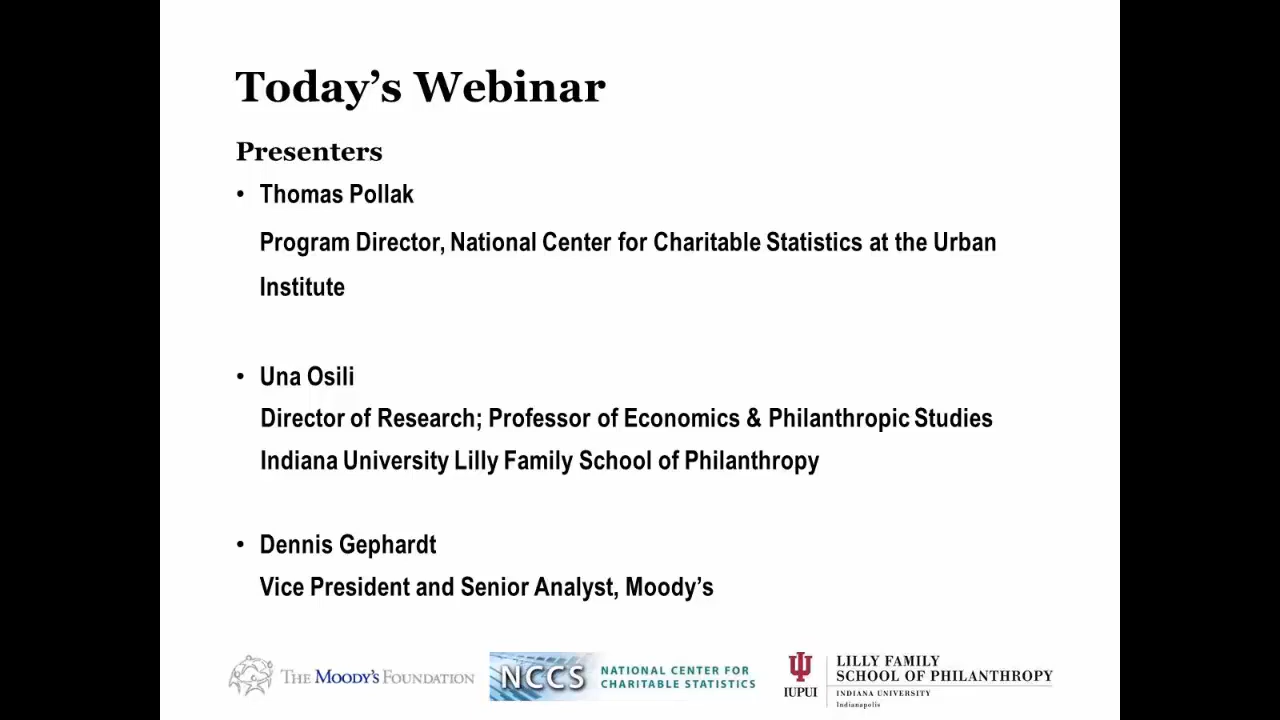 Today’s Webinar
Presenters
• Thomas Pollak
Program Director, National Center for Charitable Statistics at the Urban
Institute
• Una Osili
Director of Research; Professor of Economics & Philanthropic Studies
Indiana University Lilly Family School of Philanthropy
• Dennis Gephardt
Vice President and Senior Analyst, Moody’s
THE MOODY'S FOUNDATION
NCCS
NATIONAL CENTER FOR
CHARITABLE STATISTICS
IUPUI
LILLY FAMILY
SCHOOL OF PHILANTHROPY
INDIANA UNIVERSITY
Indianapolis